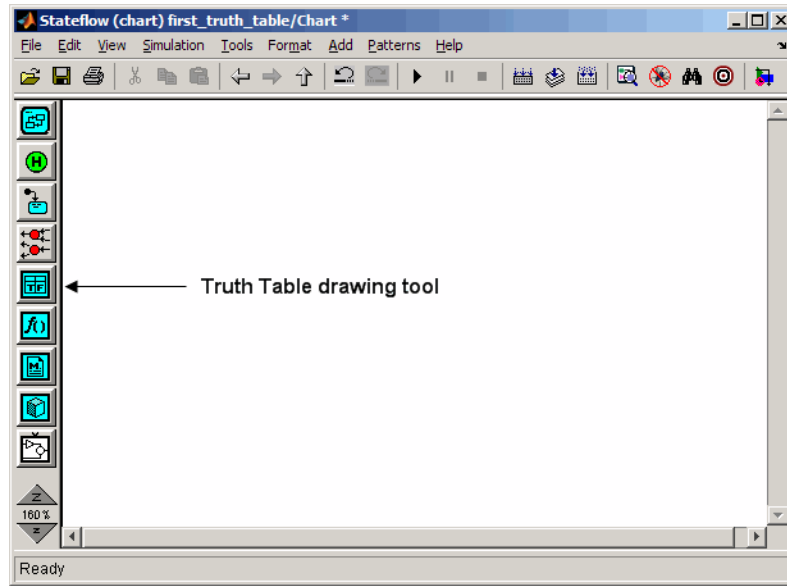 Stateflow (chart) first_truth_table/Chart *
File Edit View Simulation Tools Format Add Patterns Help
H
T F
Truth Table drawing tool
f()
M
Z
160 %
z
Ready